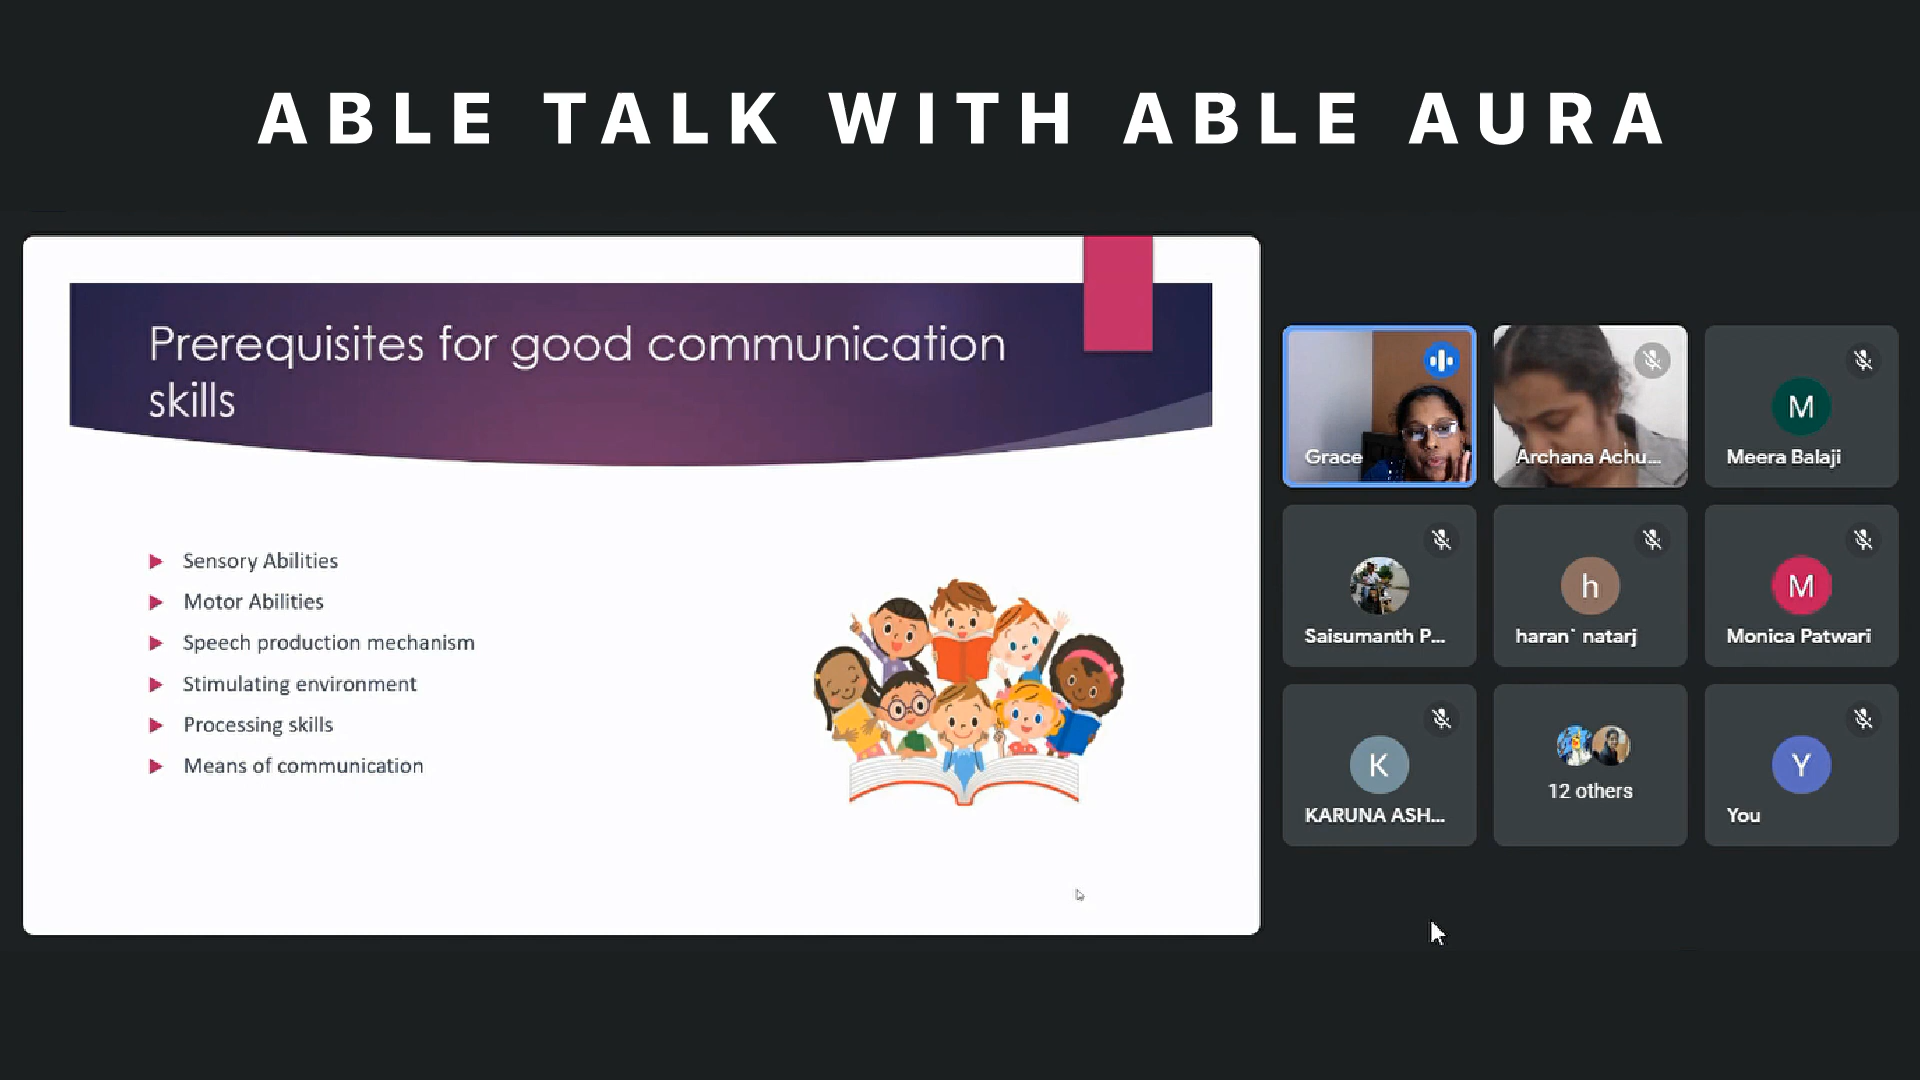 ABLE TALK WITH ABLE AURA
Prerequisites for good communication
skills
Sensory Abilities
Motor Abilities
Speech production mechanism
Stimulating environment
Processing skills
Means of communication
Grace
Archana Achu...
M
Meera Balaji
Saisumanth P...
h
haran` natarj
M
Monica Patwari
K
KARUNA ASH...
12 others
Y
You